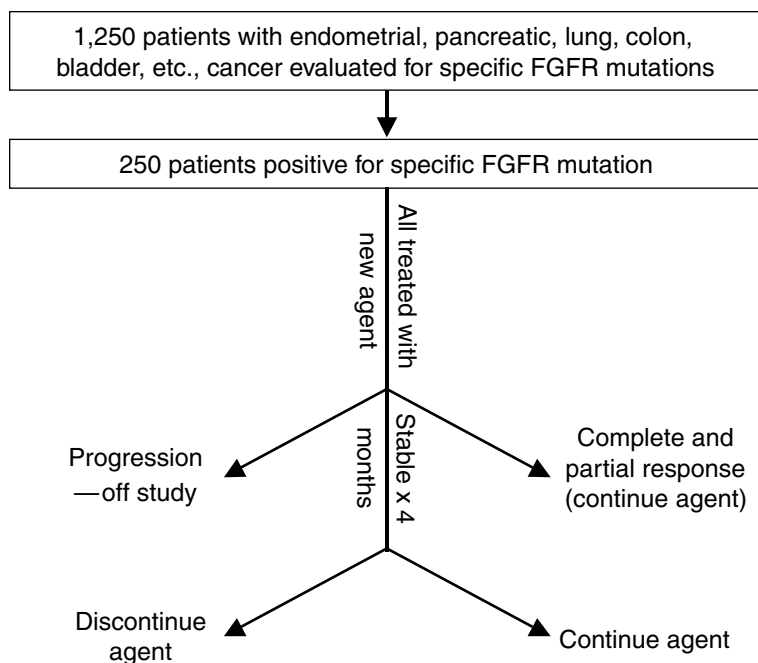 1,250 patients with endometrial, pancreatic, lung, colon,
bladder, etc., cancer evaluated for specific FGFR mutations
250 patients positive for specific FGFR mutation
All treated with
new agent
Progression
—off study
Stable x 4
months
Complete and
partial response
(continue agent)
Discontinue
agent
Continue agent